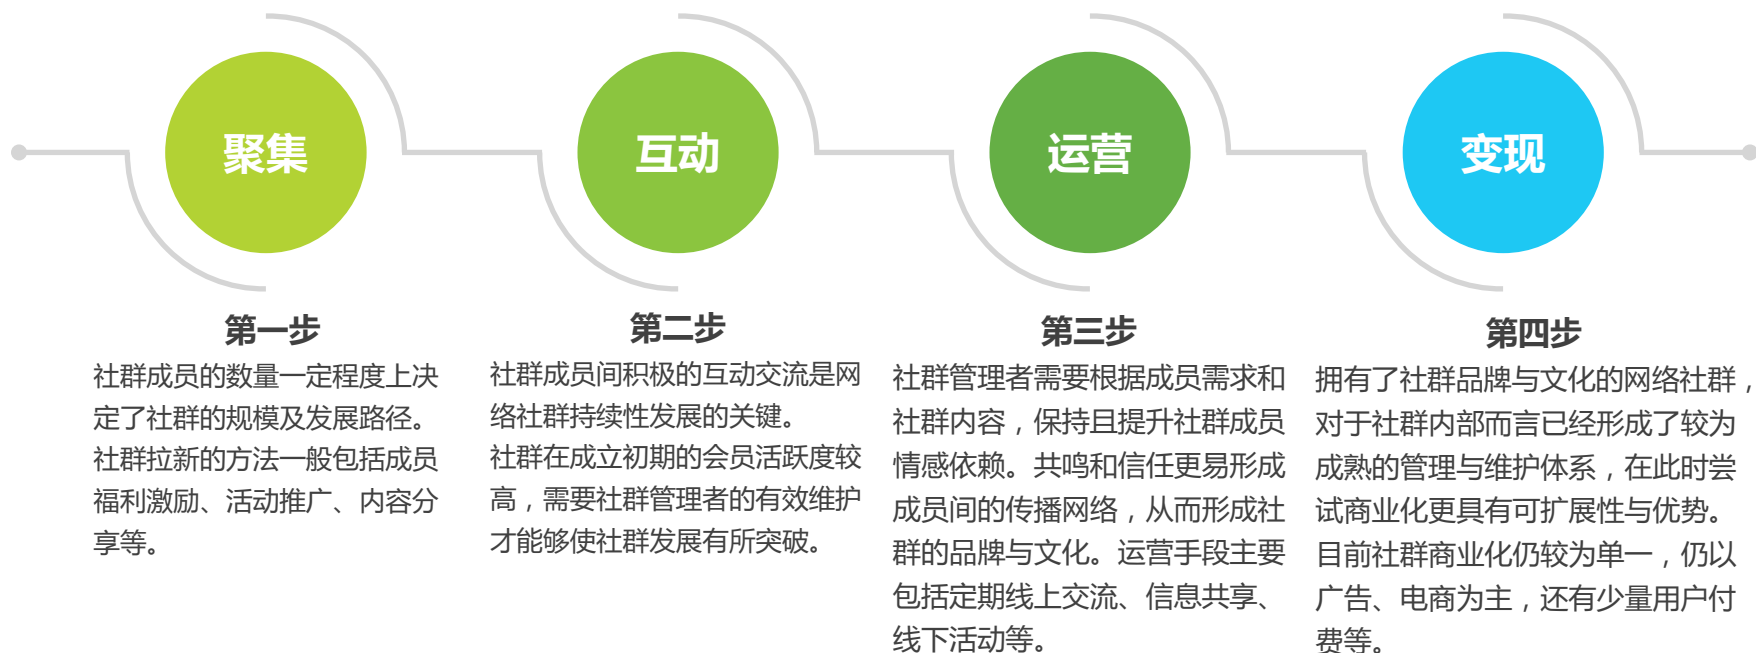 聚集
互动
运营
变现
第一步
社群成员的数量一定程度上决
定了社群的规模及发展路径。
社群拉新的方法一般包括成员
福利激励、活动推广、内容分
享等。
第二步
社群成员间积极的互动交流是网
络社群持续性发展的关键。
社群在成立初期的会员活跃度较
高，需要社群管理者的有效维护
才能够使社群发展有所突破。
第三步
社群管理者需要根据成员需求和
社群内容，保持且提升社群成员
情感依赖。共鸣和信任更易形成
成员间的传播网络，从而形成社
群的品牌与文化。运营手段主要
包括定期线上交流、信息共享、
线下活动等。
第四步
拥有了社群品牌与文化的网络社群，
对于社群内部而言已经形成了较为
成熟的管理与维护体系，在此时尝
试商业化更具有可扩展性与优势。
目前社群商业化仍较为单一，仍以
广告、电商为主，还有少量用户付
费等。